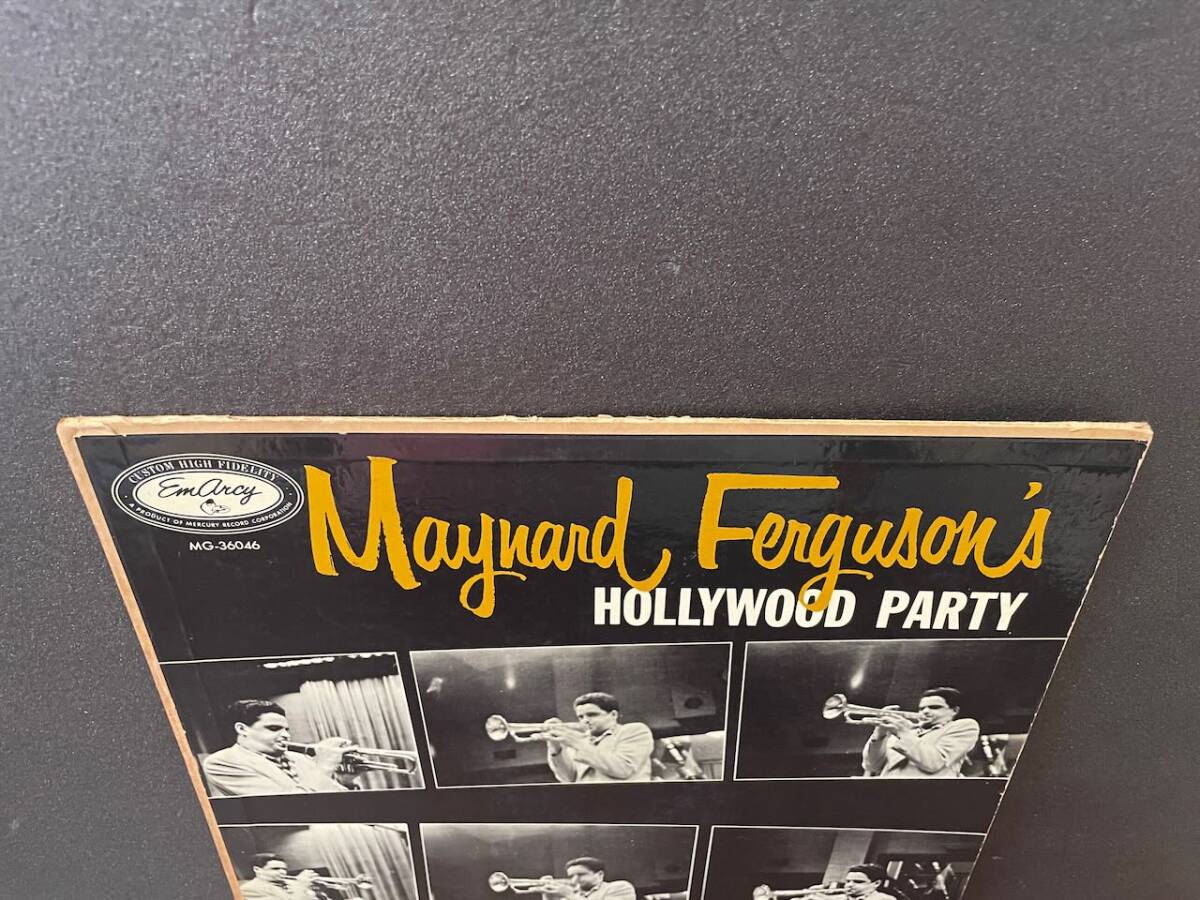 CUSTOM HIGH FIDELITY
EmArcy
A PRODUCT OF MERCURY RECORD CORPORATION
MG-36046
Maynard Ferguson's
HOLLYWOOD PARTY